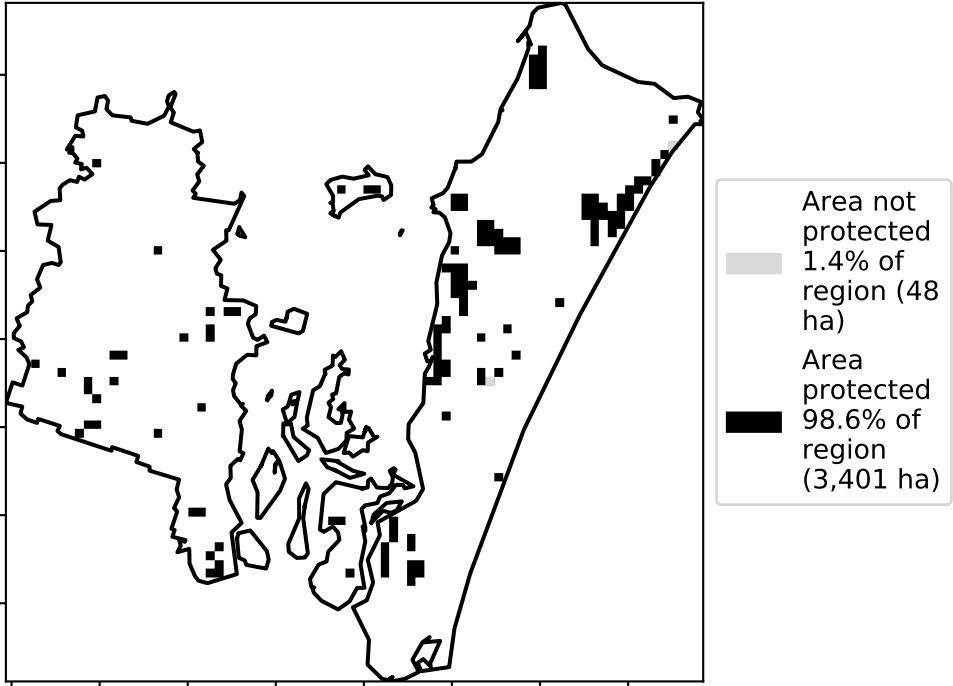 Area not
protected
1.4% of
region (48
ha)
Area
protected
98.6% of
region
(3,401 ha)